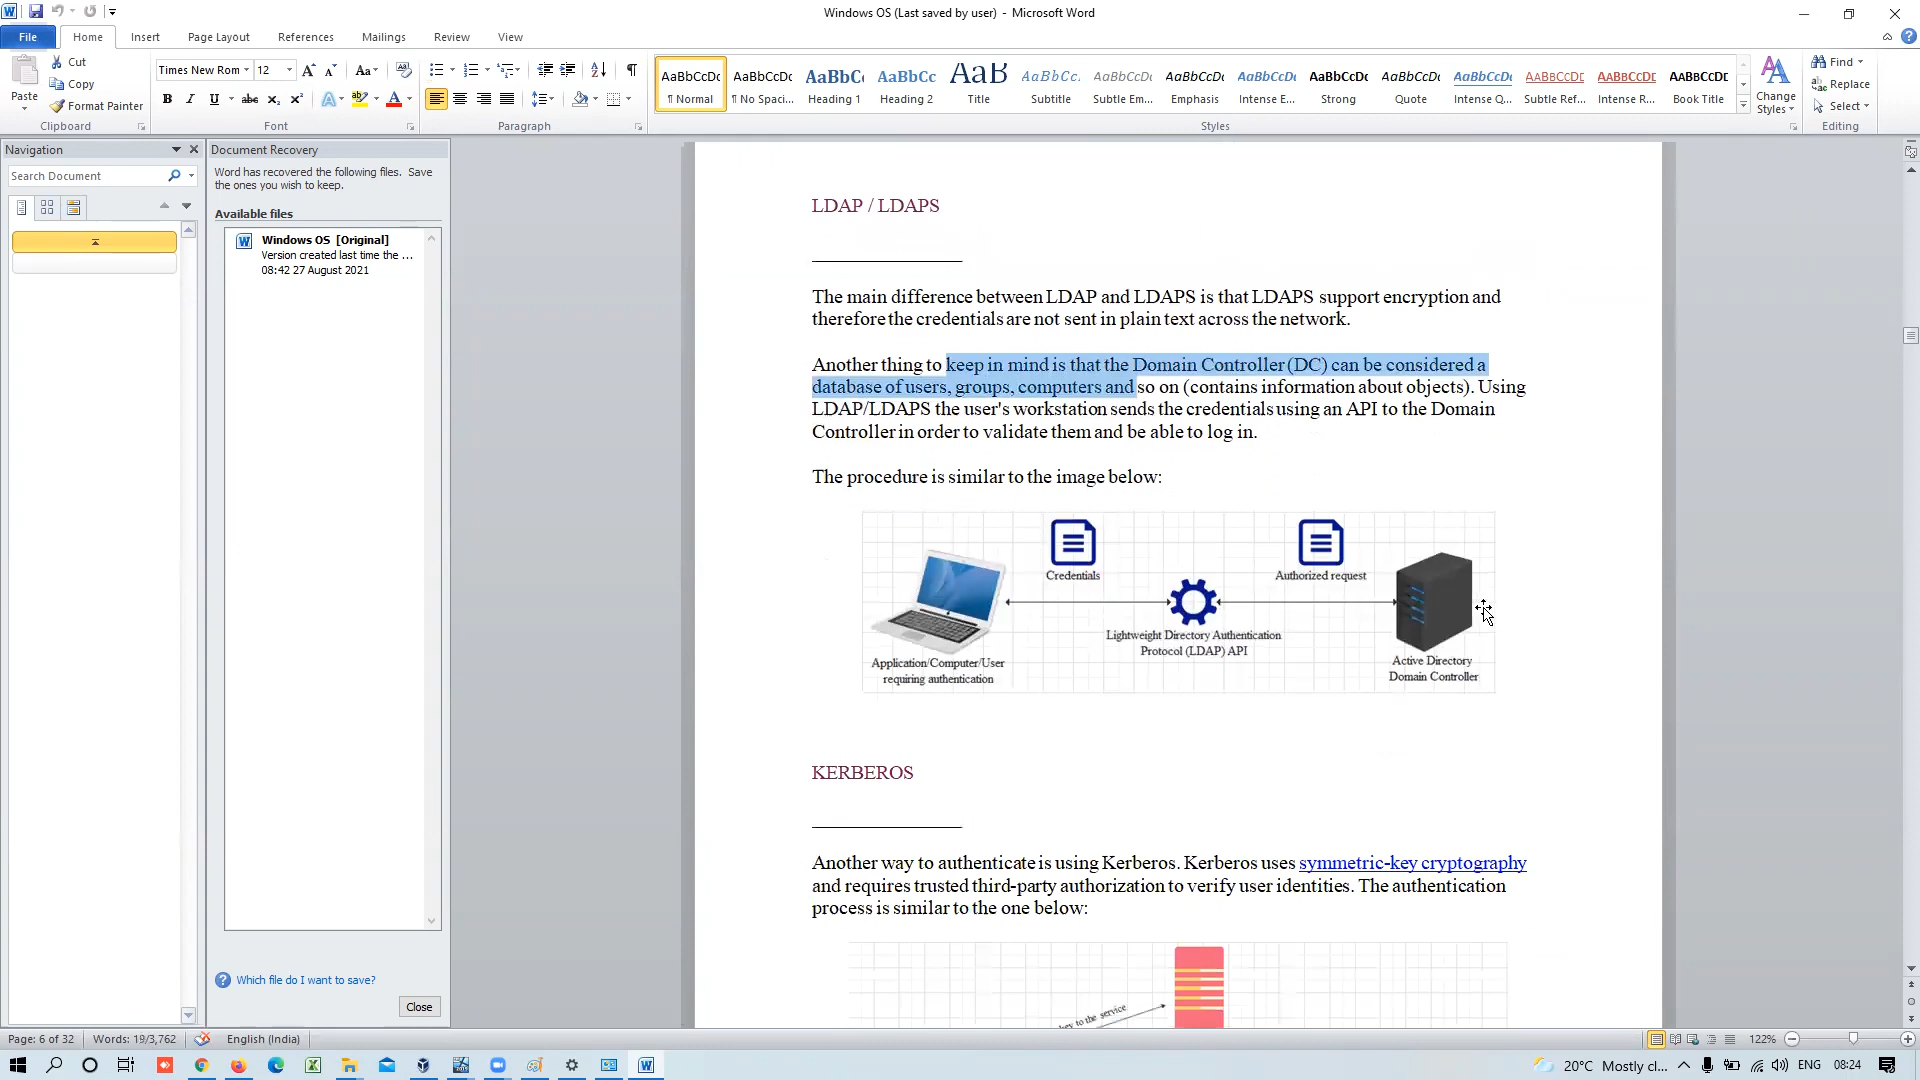 Windows OS (Last saved by user) - Microsoft Word
File Home Insert Page Layout References Mailings Review View
Paste
Cut
Copy
Format Painter
Clipboard
Times New Rom 12
Font
Paragraph
AaBbCcDc AaBbCcDc AaBbCc AaBbCc AaB AaBbCc. AaBbCcDc AaBbCcDc AaBbCcDc AaBbCcDc AaBbCcDc AaBbCcDc AABBCCDD AABBCCDD AABBCCDD
¶ Normal ¶ No Spaci... Heading 1 Heading 2 Title Subtitle Subtle Em... Emphasis Intense E... Strong Quote Intense Q... Subtle Ref... Intense R... Book Title
Styles
Change
Styles
Find
Replace
Select
Editing
Navigation
Search Document
Document Recovery
Word has recovered the following files. Save
the ones you wish to keep.
Available files
Windows OS [Original]
Version created last time the ...
08:42 27 August 2021
Which file do I want to save?
Close
LDAP / LDAPS
The main difference between LDAP and LDAPS is that LDAPS support encryption and
therefore the credentials are not sent in plain text across the network.
Another thing to keep in mind is that the Domain Controller (DC) can be considered a
database of users, groups, computers and so on (contains information about objects). Using
LDAP/LDAPS the user's workstation sends the credentials using an API to the Domain
Controller in order to validate them and be able to log in.
The procedure is similar to the image below:
Credentials
Authorized request
Lightweight Directory Authentication
Protocol (LDAP) API
Application/Computer/User
requiring authentication
Active Directory
Domain Controller
KERBEROS
Another way to authenticate is using Kerberos. Kerberos uses symmetric-key cryptography
and requires trusted third-party authorization to verify user identities. The authentication
process is similar to the one below:
key to the service
Page: 6 of 32 Words: 19/3,762 English (India) 122%
20°C Mostly cl... ENG 08:24